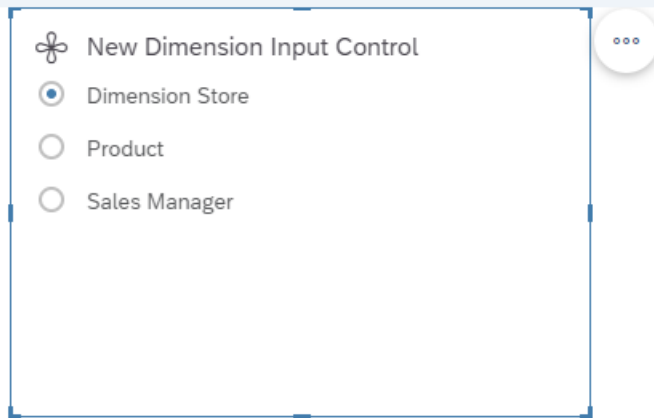 New Dimension Input Control
Dimension Store
Product
Sales Manager